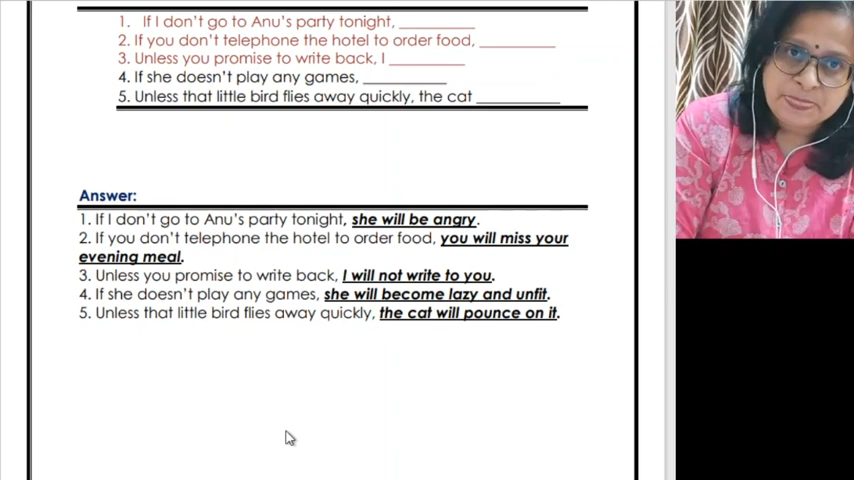 1. If I don't go to Anu's party tonight, __________
2. If you don't telephone the hotel to order food, __________
3. Unless you promise to write back, I __________
4. If she doesn't play any games, ___________
5. Unless that little bird flies away quickly, the cat ___________
Answer:
1. If I don't go to Anu's party tonight, she will be angry.
2. If you don't telephone the hotel to order food, you will miss your
evening meal.
3. Unless you promise to write back, I will not write to you.
4. If she doesn't play any games, she will become lazy and unfit.
5. Unless that little bird flies away quickly, the cat will pounce on it.